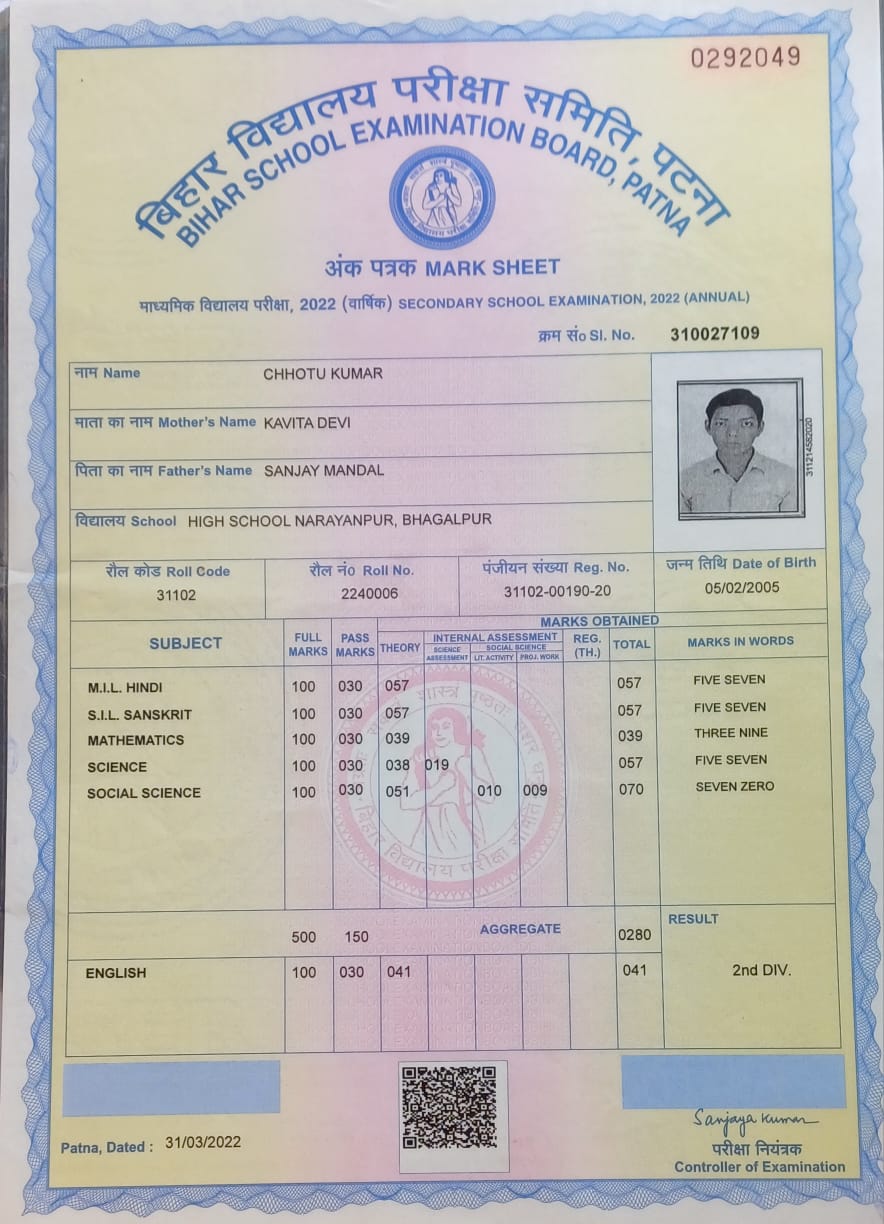 0292049
बिहार विद्यालय परीक्षा समिति, पटना
BIHAR SCHOOL EXAMINATION BOARD, PATNA
अंक पत्रक MARK SHEET
माध्यमिक विद्यालय परीक्षा, 2022 (वार्षिक) SECONDARY SCHOOL EXAMINATION, 2022 (ANNUAL)
क्रम सं० Sl. No. 310027109
नाम Name CHHOTU KUMAR
माता का नाम Mother's Name KAVITA DEVI
पिता का नाम Father's Name SANJAY MANDAL
विद्यालय School HIGH SCHOOL NARAYANPUR, BHAGALPUR
311214582020
रौल कोड Roll Code रौल नं० Roll No. पंजीयन संख्या Reg. No. जन्म तिथि Date of Birth
31102 2240006 31102-00190-20 05/02/2005
MARKS OBTAINED
SUBJECT FULL MARKS PASS MARKS THEORY INTERNAL ASSESSMENT REG. (TH.) TOTAL MARKS IN WORDS
SCIENCE ASSESSMENT SOCIAL SCIENCE LIT. ACTIVITY PROJ. WORK
M.I.L. HINDI 100 030 057 057 FIVE SEVEN
S.I.L. SANSKRIT 100 030 057 057 FIVE SEVEN
MATHEMATICS 100 030 039 039 THREE NINE
SCIENCE 100 030 038 019 057 FIVE SEVEN
SOCIAL SCIENCE 100 030 051 010 009 070 SEVEN ZERO
बिहार विद्यालय परीक्षा समिति
500 150 AGGREGATE 0280 RESULT
ENGLISH 100 030 041 041 2nd DIV.
Patna, Dated : 31/03/2022
Sanjaya Kumar
परीक्षा नियंत्रक
Controller of Examination